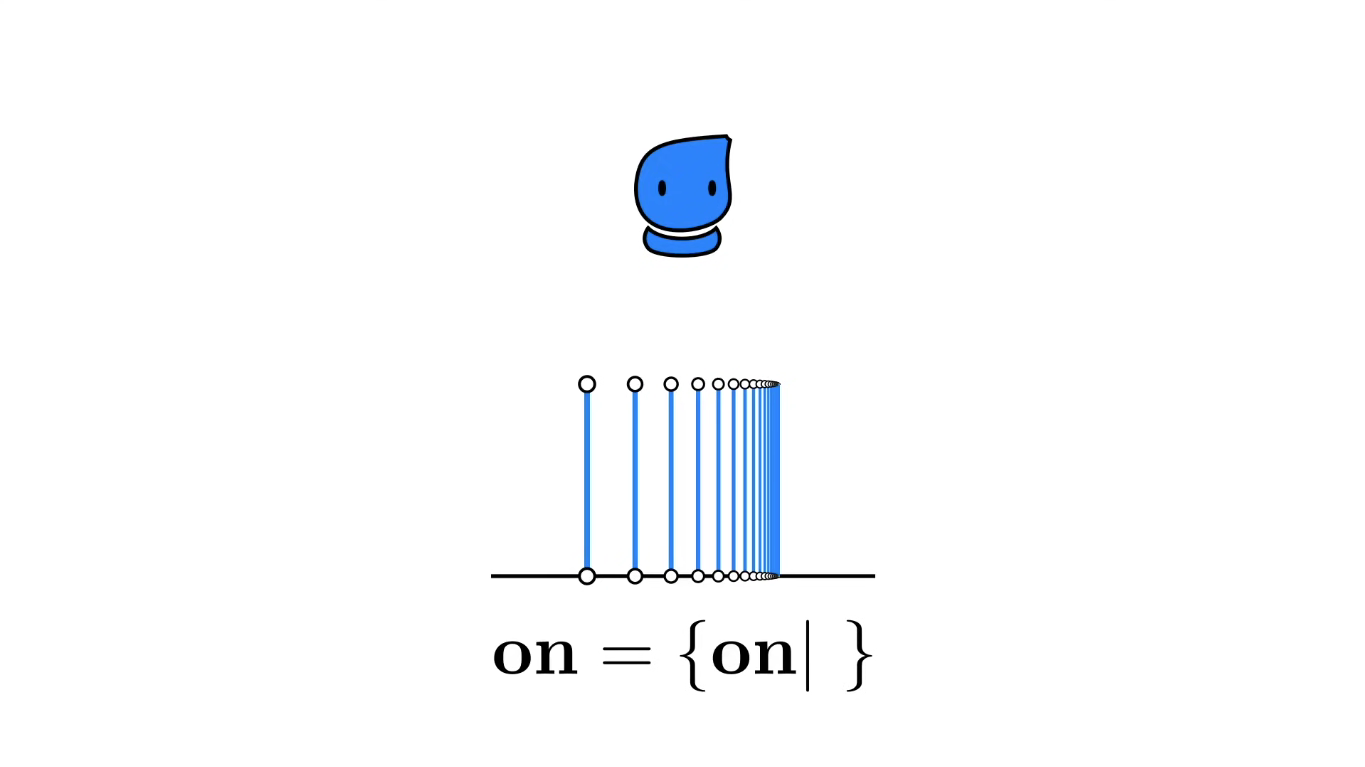 on = {on| }